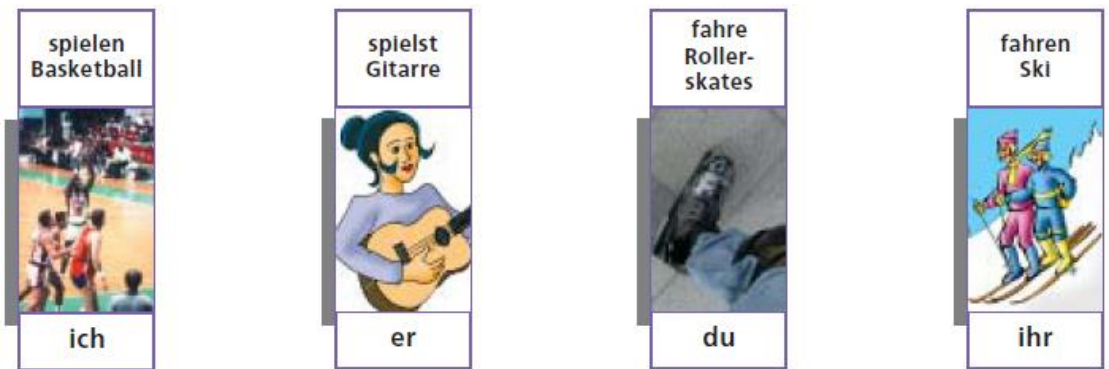 spielen
Basketball
spielst
Gitarre
fahre
Roller-
skates
fahren
Ski
ich
er
du
ihr